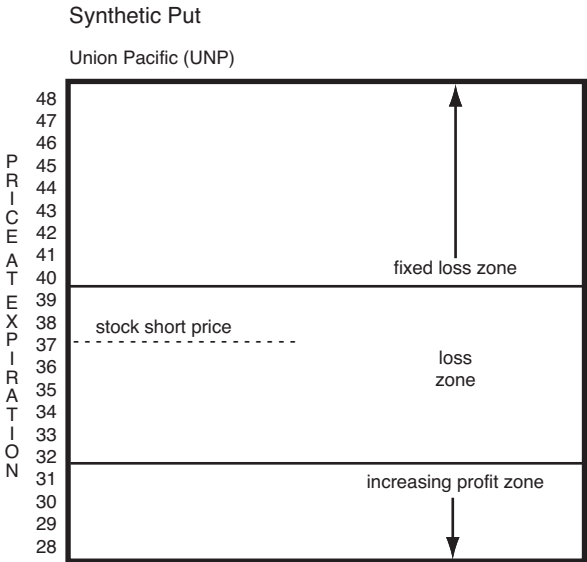 Synthetic Put
Union Pacific (UNP)
PRICE AT EXPIRATION
48
47
46
45
44
43
42
41
40
39
38
37
36
35
34
33
32
31
30
29
28
fixed loss zone
stock short price
loss
zone
increasing profit zone